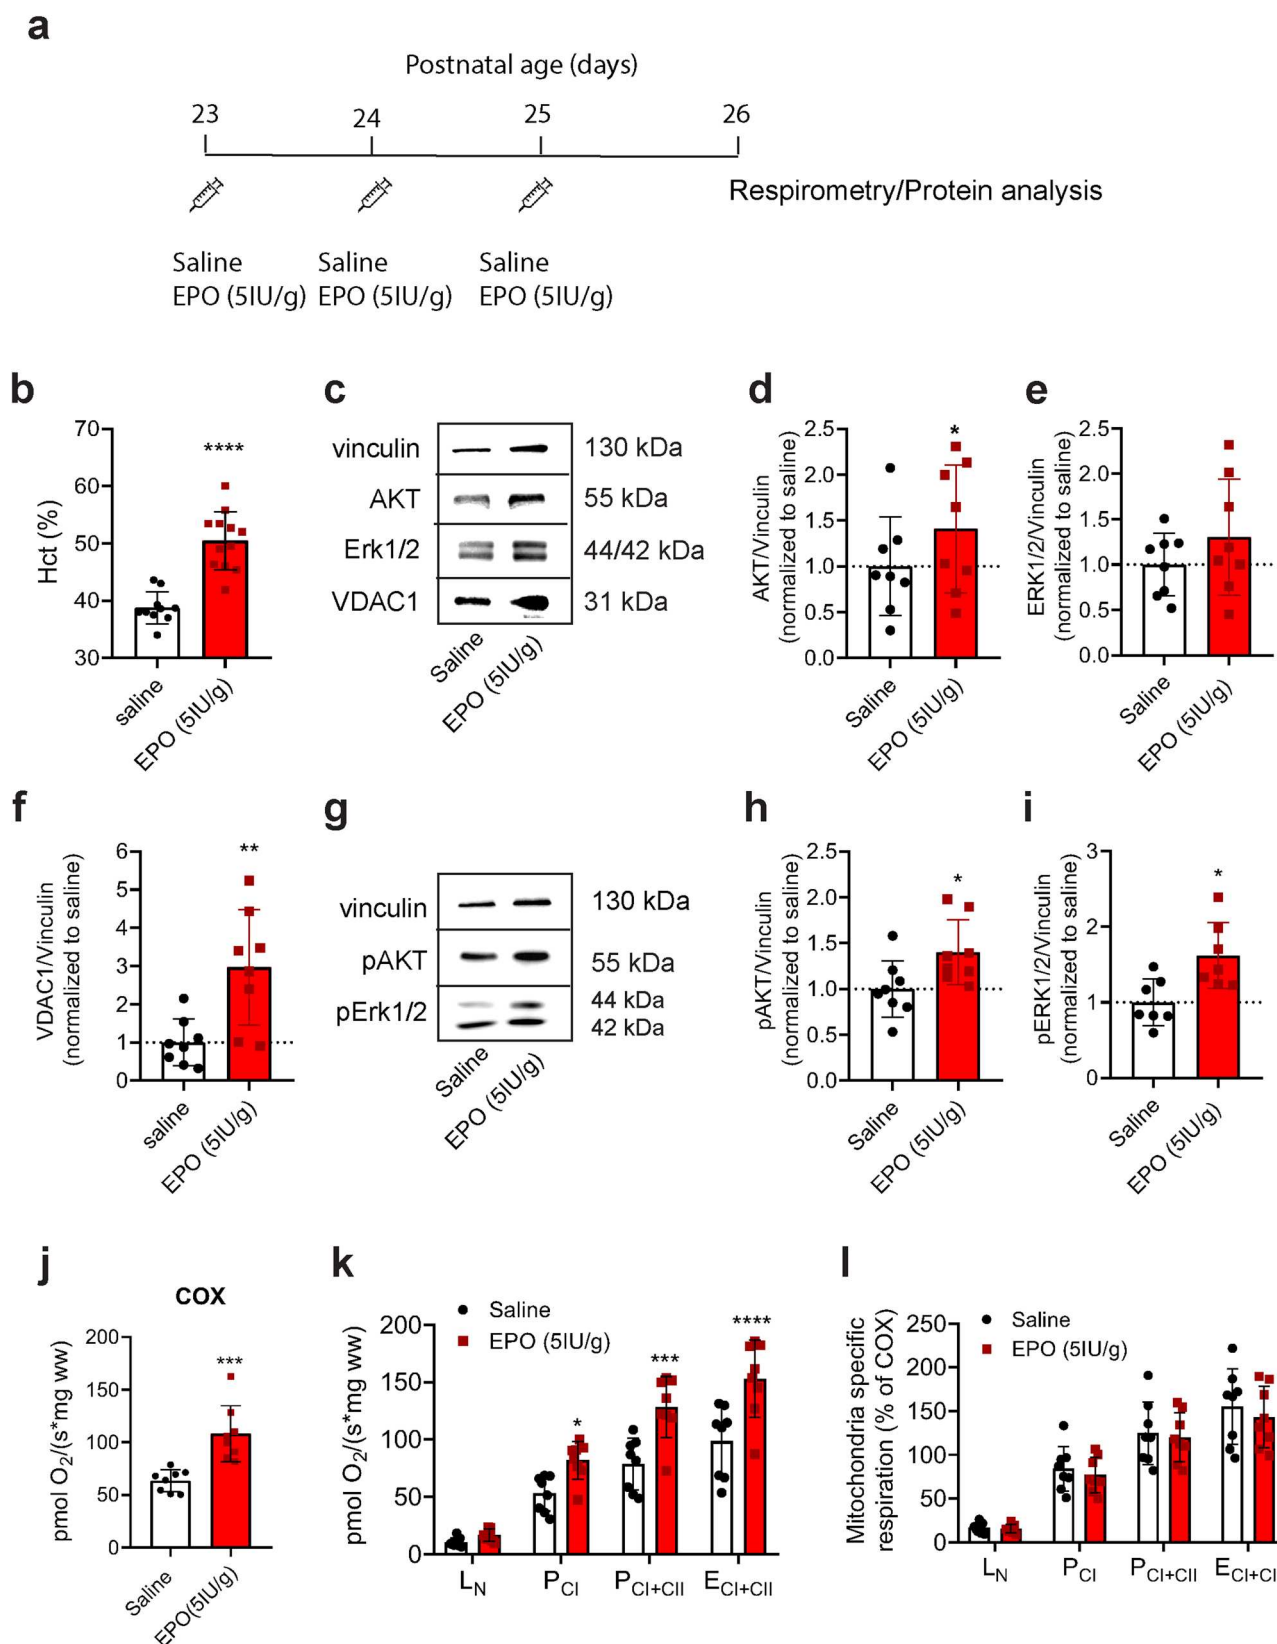 a
Postnatal age (days)
23 24 25 26
Respirometry/Protein analysis
Saline Saline Saline
EPO (5IU/g) EPO (5IU/g) EPO (5IU/g)
b
Hct (%)
70
60
50
40
30
****
saline
EPO (5IU/g)
c
vinculin 130 kDa
AKT 55 kDa
Erk1/2 44/42 kDa
VDAC1 31 kDa
Saline
EPO (5IU/g)
d
AKT/Vinculin
(normalized to saline)
2.5
2.0
1.5
1.0
0.5
0.0
*
Saline
EPO (5IU/g)
e
ERK1/2/Vinculin
(normalized to saline)
2.5
2.0
1.5
1.0
0.5
0.0
Saline
EPO (5IU/g)
f
VDAC1/Vinculin
(normalized to saline)
6
5
4
3
2
1
0
**
saline
EPO (5IU/g)
g
vinculin 130 kDa
pAKT 55 kDa
pErk1/2 44 kDa
42 kDa
Saline
EPO (5IU/g)
h
pAKT/Vinculin
(normalized to saline)
2.5
2.0
1.5
1.0
0.5
0.0
*
Saline
EPO (5IU/g)
i
pERK1/2/Vinculin
(normalized to saline)
3
2
1
0
*
Saline
EPO (5IU/g)
j
COX
pmol O₂/(s*mg ww)
200
150
100
50
0
***
Saline
EPO(5IU/g)
k
pmol O₂/(s*mg ww)
200
150
100
50
0
Saline
EPO (5IU/g)
*
***
****
L_N P_CI P_CI+CII E_CI+CII
l
Mitochondria specific
respiration (% of COX)
250
200
150
100
50
0
Saline
EPO (5IU/g)
L_N P_CI P_CI+CII E_CI+CI